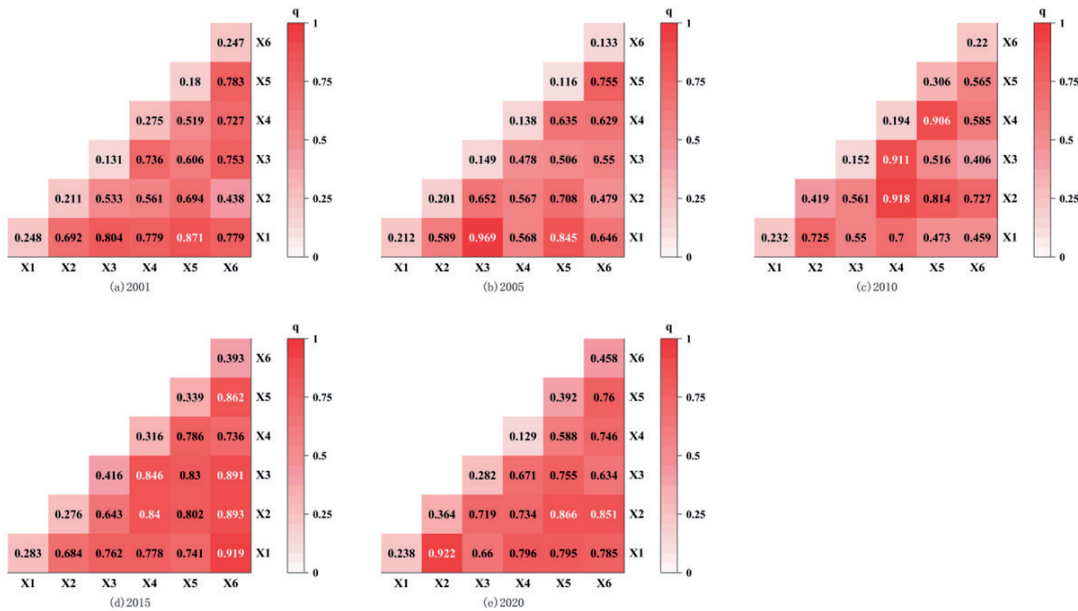 q
1
0.247 X6
0.18 0.783 X5 0.75
0.275 0.519 0.727 X4
0.5
0.131 0.736 0.606 0.753 X3
0.211 0.533 0.561 0.694 0.438 X2 0.25
0.248 0.692 0.804 0.779 0.871 0.779 X1
0
X1 X2 X3 X4 X5 X6
(a)2001
q
1
0.133 X6
0.116 0.755 X5 0.75
0.138 0.635 0.629 X4
0.5
0.149 0.478 0.506 0.55 X3
0.201 0.652 0.567 0.708 0.479 X2 0.25
0.212 0.589 0.969 0.568 0.845 0.646 X1
0
X1 X2 X3 X4 X5 X6
(b)2005
q
1
0.22 X6
0.306 0.565 X5 0.75
0.194 0.906 0.585 X4
0.5
0.152 0.911 0.516 0.406 X3
0.419 0.561 0.918 0.814 0.727 X2 0.25
0.232 0.725 0.55 0.7 0.473 0.459 X1
0
X1 X2 X3 X4 X5 X6
(c)2010
q
1
0.393 X6
0.339 0.862 X5 0.75
0.316 0.786 0.736 X4
0.5
0.416 0.846 0.83 0.891 X3
0.276 0.643 0.84 0.802 0.893 X2 0.25
0.283 0.684 0.762 0.778 0.741 0.919 X1
0
X1 X2 X3 X4 X5 X6
(d)2015
q
1
0.458 X6
0.392 0.76 X5 0.75
0.129 0.588 0.746 X4
0.5
0.282 0.671 0.755 0.634 X3
0.364 0.719 0.734 0.866 0.851 X2 0.25
0.238 0.922 0.66 0.796 0.795 0.785 X1
0
X1 X2 X3 X4 X5 X6
(e)2020